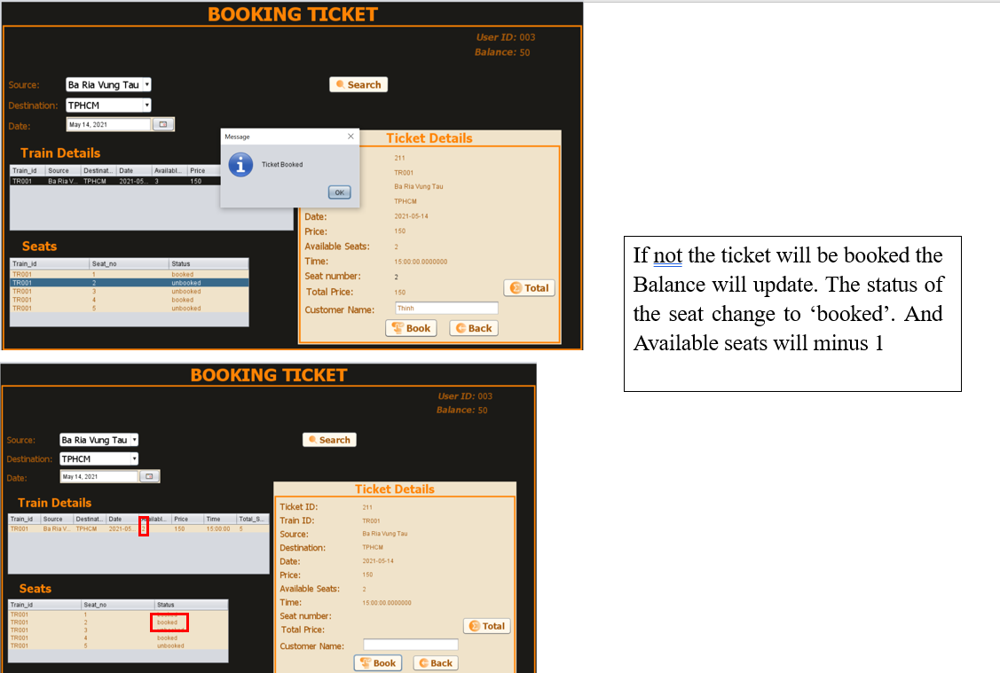 BOOKING TICKET
User ID: 003
Balance: 50
Source: Ba Ria Vung Tau Search
Destination: TPHCM
Date: May 14, 2021
Message
Ticket Booked
OK
Train Details
Train_id Source Destinat... Date Availabl... Price
TR001 Ba Ria V... TPHCM 2021-05... 3 150
Seats
Train_id Seat_no Status
TR001 1 booked
TR001 2 unbooked
TR001 3 unbooked
TR001 4 booked
TR001 5 unbooked
Ticket Details
211
TR001
Ba Ria Vung Tau
TPHCM
Date: 2021-05-14
Price: 150
Available Seats: 2
Time: 15:00:00.0000000
Seat number: 2
Total Price: 150 Total
Customer Name: Thinh
Book Back
If not the ticket will be booked the
Balance will update. The status of
the seat change to ‘booked’. And
Available seats will minus 1
BOOKING TICKET
User ID: 003
Balance: 50
Source: Ba Ria Vung Tau Search
Destination: TPHCM
Date: May 14, 2021
Train Details
Train_id Source Destinat... Date Price Time Total_S...
TR001 Ba Ria V... TPHCM 2021-05... 2 150 15:00:00 5
Seats
Train_id Seat_no Status
TR001 1
TR001 2 booked
TR001 3
TR001 4 booked
TR001 5 unbooked
Ticket Details
Ticket ID: 211
Train ID: TR001
Source: Ba Ria Vung Tau
Destination: TPHCM
Date: 2021-05-14
Price: 150
Available Seats: 2
Time: 15:00:00.0000000
Seat number:
Total Price: Total
Customer Name:
Book Back